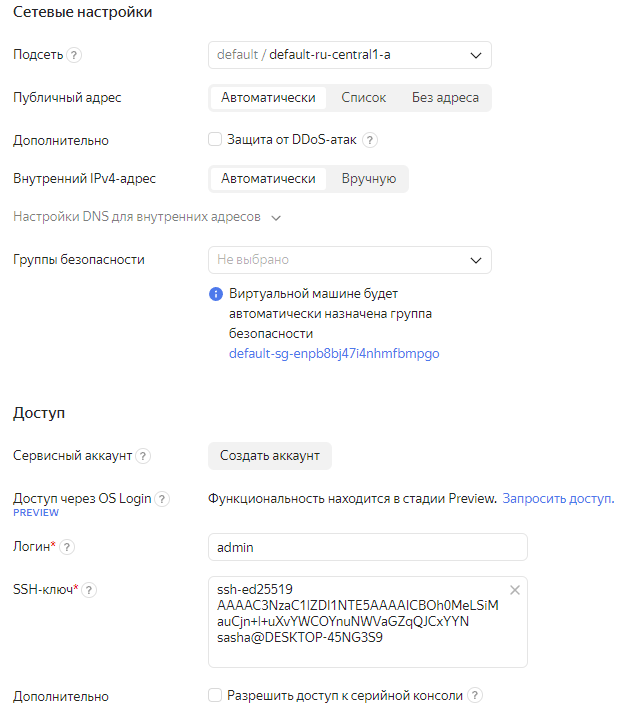 Сетевые настройки
Подсеть ? default / default-ru-central1-a
Публичный адрес Автоматически Список Без адреса
Дополнительно Защита от DDoS-атак ?
Внутренний IPv4-адрес Автоматически Вручную
Настройки DNS для внутренних адресов
Группы безопасности Не выбрано
Виртуальной машине будет
автоматически назначена группа
безопасности
default-sg-enpb8bj47i4nhmfbmpgo
Доступ
Сервисный аккаунт ? Создать аккаунт
Доступ через OS Login ? Функциональность находится в стадии Preview. Запросить доступ.
PREVIEW
Логин* ? admin
SSH-ключ* ? ssh-ed25519
AAAAC3NzaC1lZDI1NTE5AAAAICBOh0MeLSiM
auCjn+l+uXvYWCOYnuNWVaGZqQJCxYYN
sasha@DESKTOP-45NG3S9
Дополнительно Разрешить доступ к серийной консоли ?